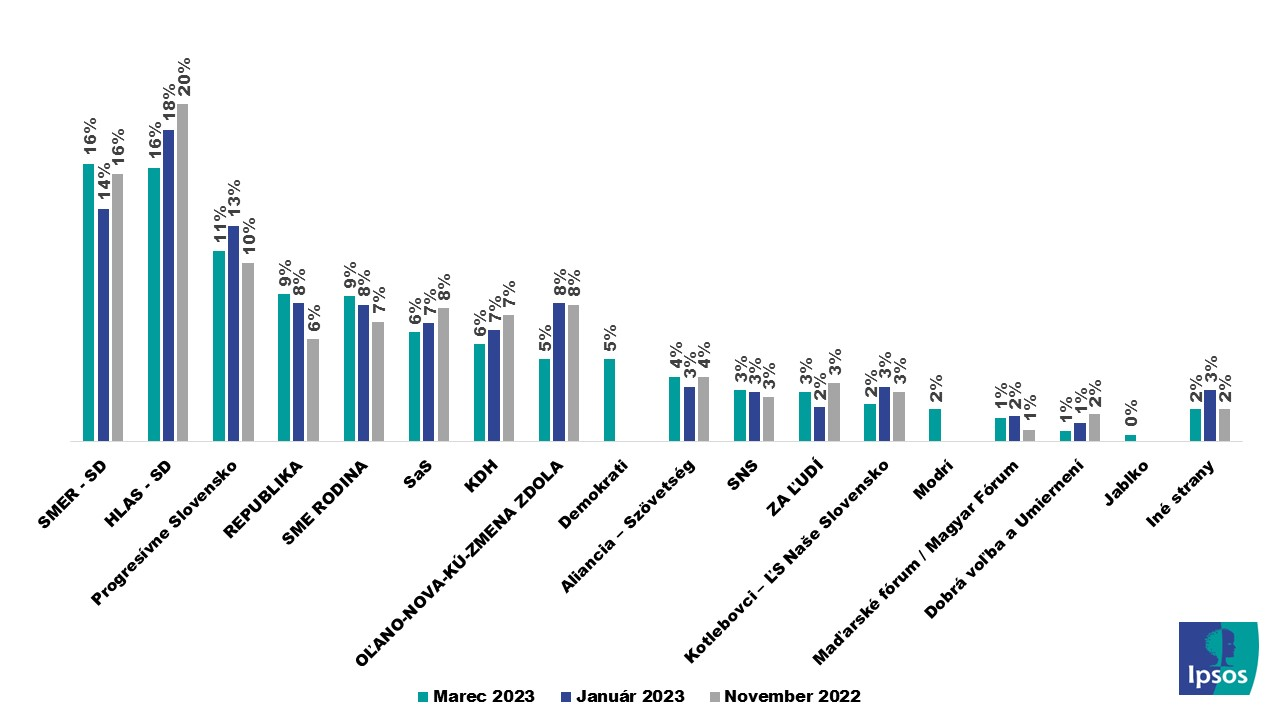 16% 14% 16%
16% 18% 20%
11% 13% 10%
9% 8% 6%
9% 8% 7%
6% 7% 8%
6% 7% 7%
5% 8% 8%
5%
4% 3% 4%
3% 3% 3%
3% 2% 3%
2% 3% 3%
2%
1% 2% 1%
1% 1% 2%
0%
2% 3% 2%
SMER - SD
HLAS - SD
Progresívne Slovensko
REPUBLIKA
SME RODINA
SaS
KDH
OĽANO-NOVA-KÚ-ZMENA ZDOLA
Demokrati
Aliancia – Szövetség
SNS
ZA ĽUDÍ
Kotlebovci – ĽS Naše Slovensko
Modrí
Maďarské fórum / Magyar Fórum
Dobrá voľba a Umiernení
Jablko
Iné strany
Marec 2023 Január 2023 November 2022
Ipsos